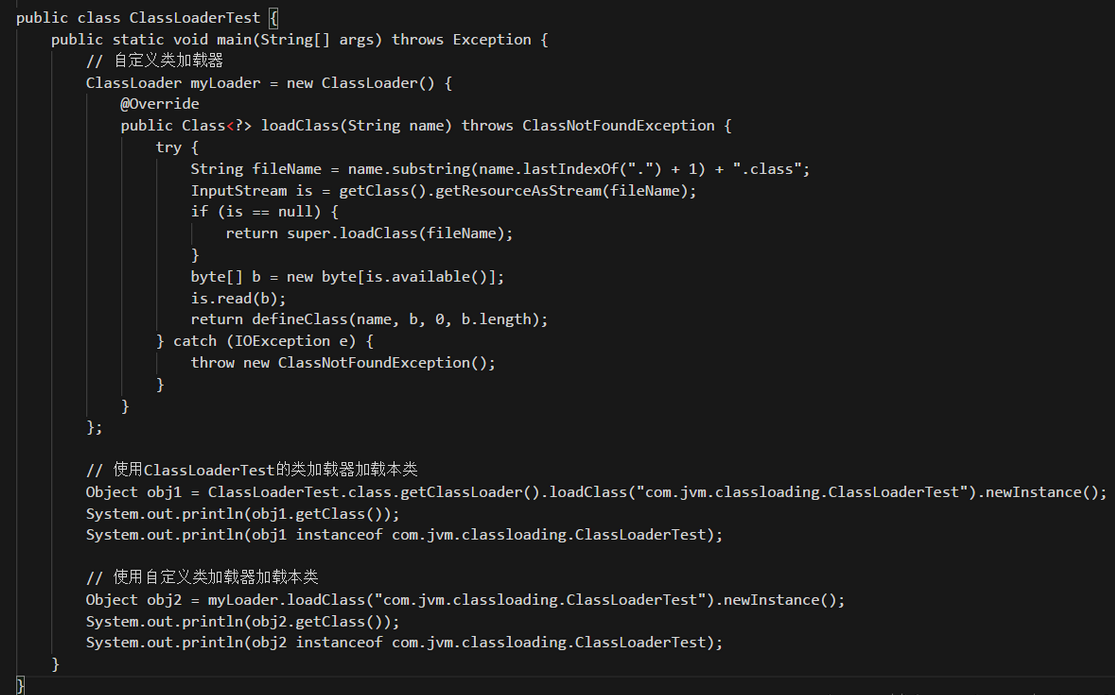 public class ClassLoaderTest {
    public static void main(String[] args) throws Exception {
        // 自定义类加载器
        ClassLoader myLoader = new ClassLoader() {
            @Override
            public Class<?> loadClass(String name) throws ClassNotFoundException {
                try {
                    String fileName = name.substring(name.lastIndexOf(".") + 1) + ".class";
                    InputStream is = getClass().getResourceAsStream(fileName);
                    if (is == null) {
                        return super.loadClass(fileName);
                    }
                    byte[] b = new byte[is.available()];
                    is.read(b);
                    return defineClass(name, b, 0, b.length);
                } catch (IOException e) {
                    throw new ClassNotFoundException();
                }
            }
        };

        // 使用ClassLoaderTest的类加载器加载本类
        Object obj1 = ClassLoaderTest.class.getClassLoader().loadClass("com.jvm.classloading.ClassLoaderTest").newInstance();
        System.out.println(obj1.getClass());
        System.out.println(obj1 instanceof com.jvm.classloading.ClassLoaderTest);

        // 使用自定义类加载器加载本类
        Object obj2 = myLoader.loadClass("com.jvm.classloading.ClassLoaderTest").newInstance();
        System.out.println(obj2.getClass());
        System.out.println(obj2 instanceof com.jvm.classloading.ClassLoaderTest);
    }
}